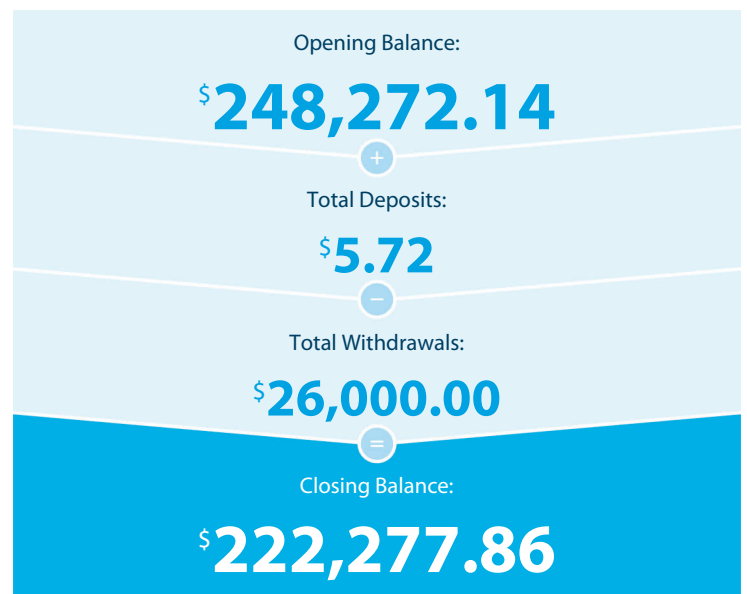 Opening Balance:
$248,272.14
+
Total Deposits:
$5.72
−
Total Withdrawals:
$26,000.00
=
Closing Balance:
$222,277.86